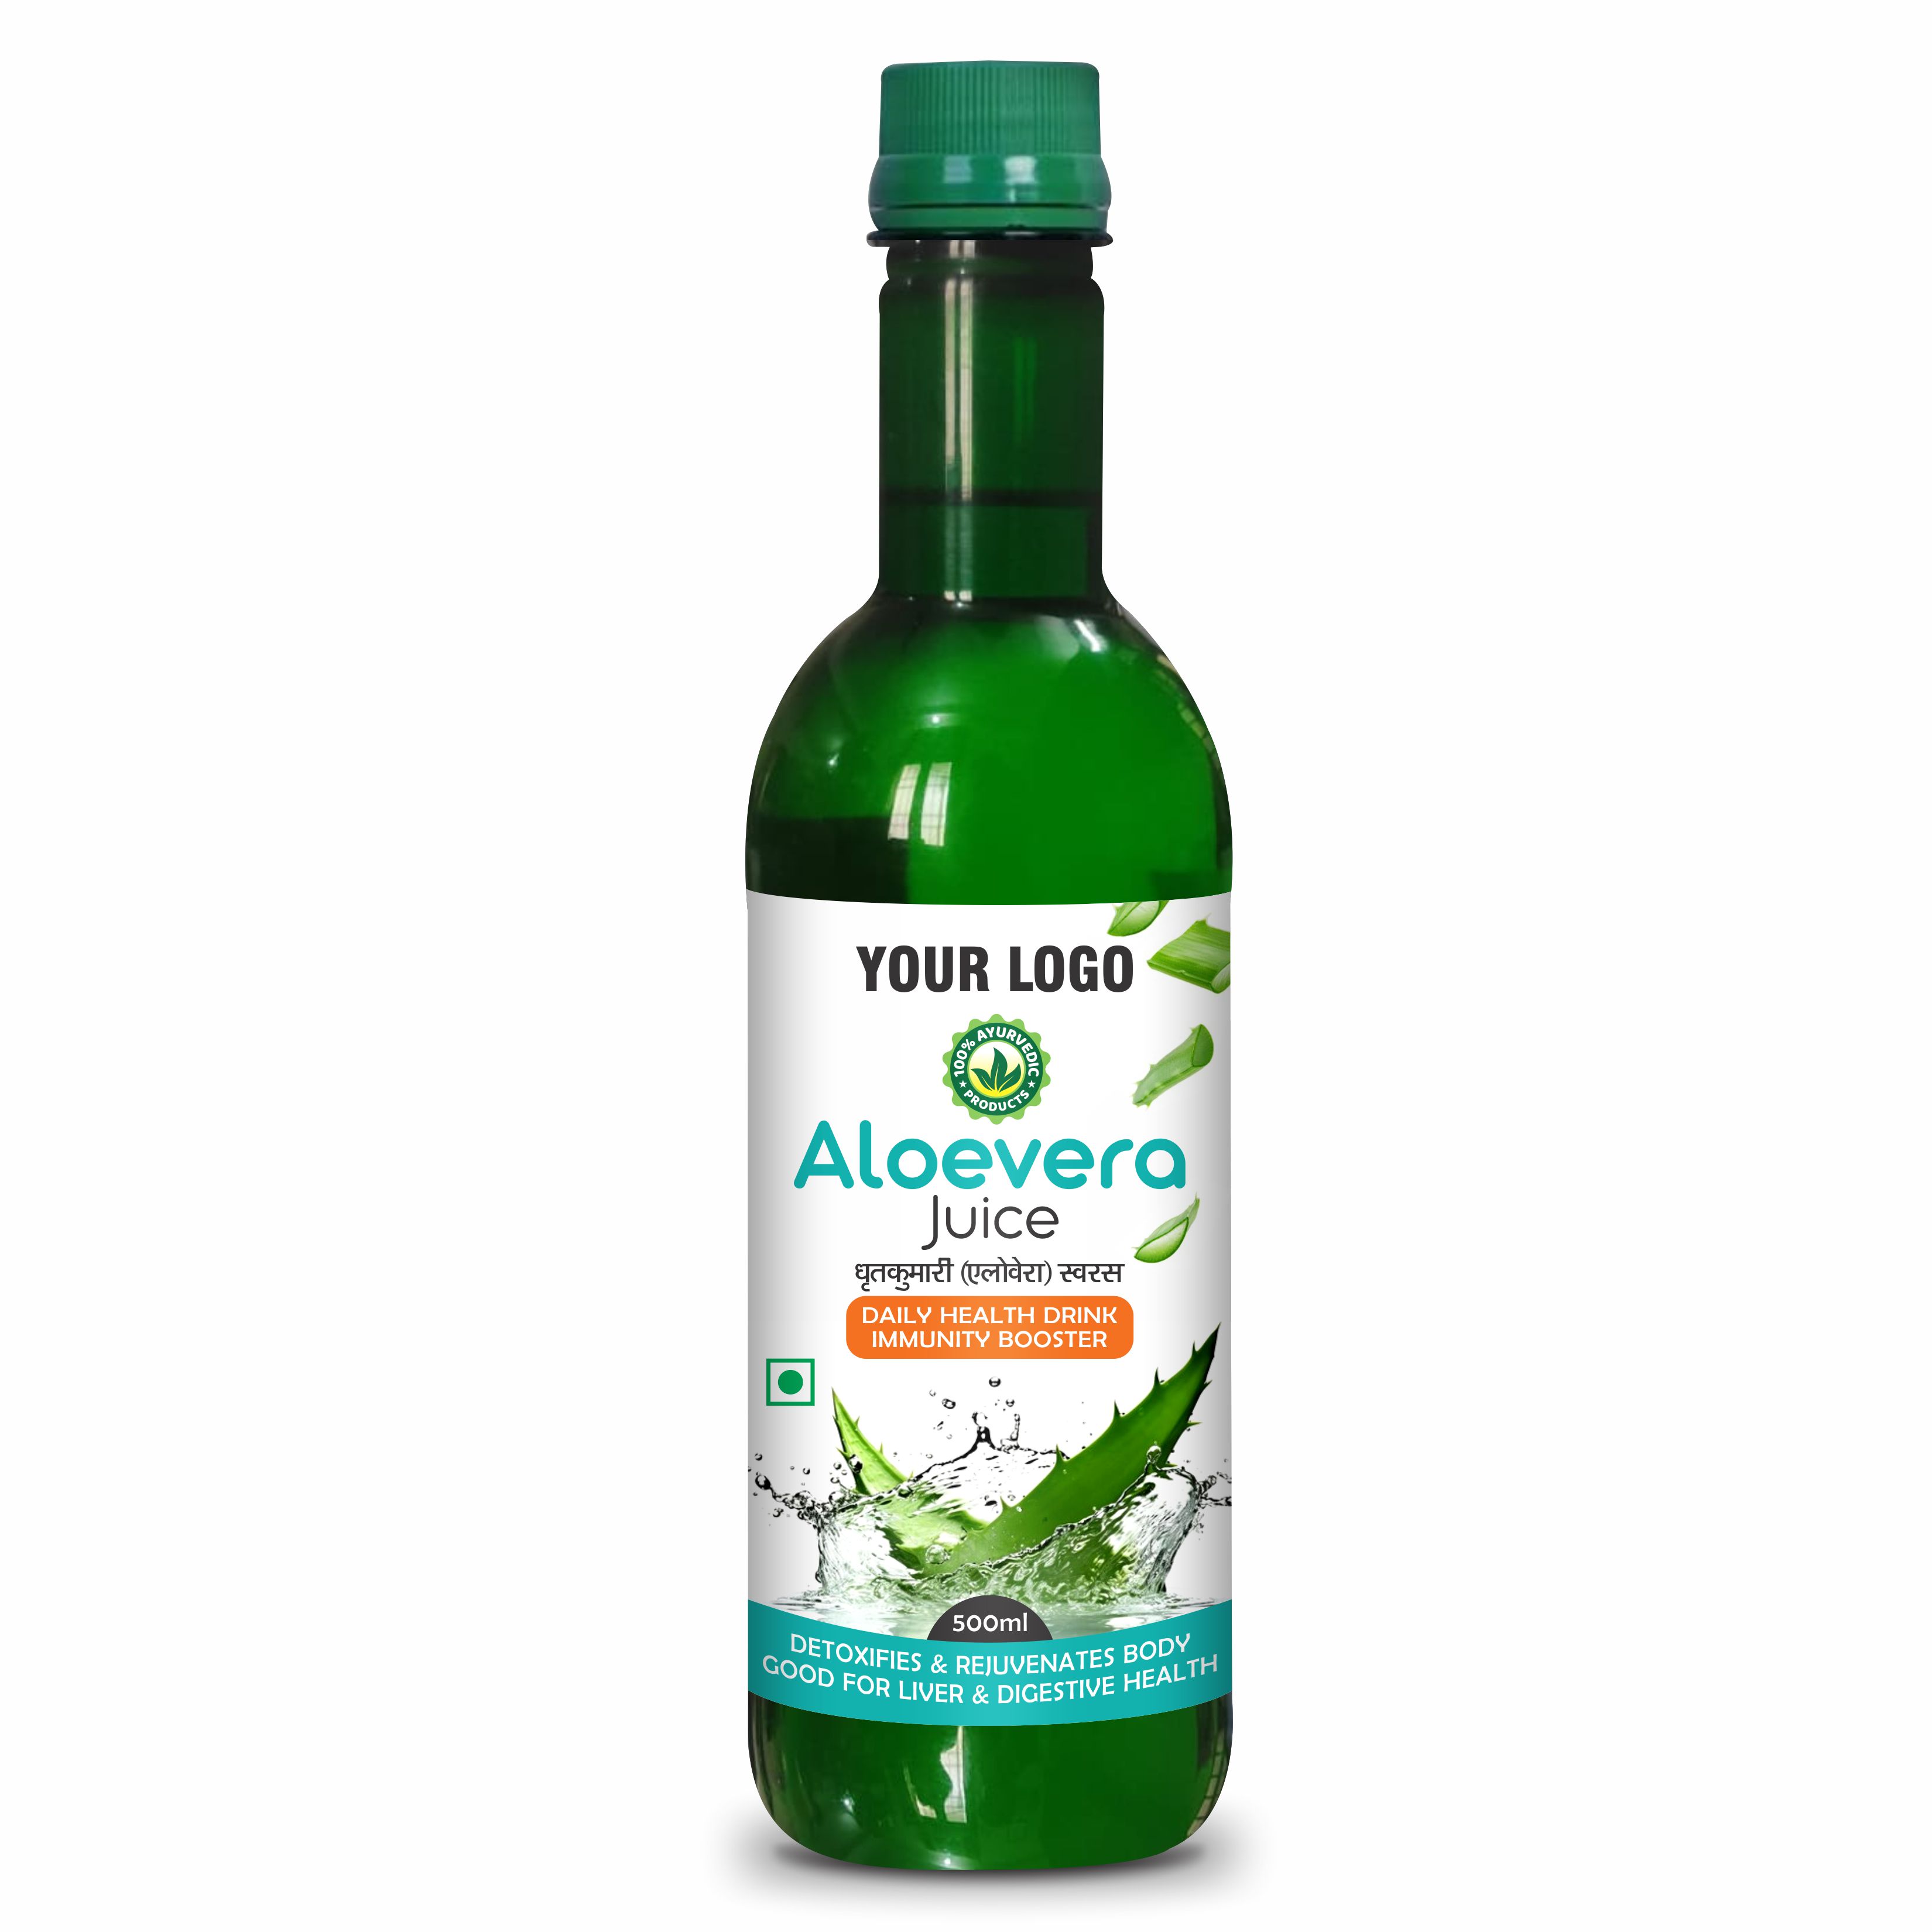 YOUR LOGO
100% AYURVEDIC
PRODUCTS
Aloevera
Juice
धृतकुमारी (एलोवेरा) स्वरस
DAILY HEALTH DRINK
IMMUNITY BOOSTER
500ml
DETOXIFIES & REJUVENATES BODY
GOOD FOR LIVER & DIGESTIVE HEALTH